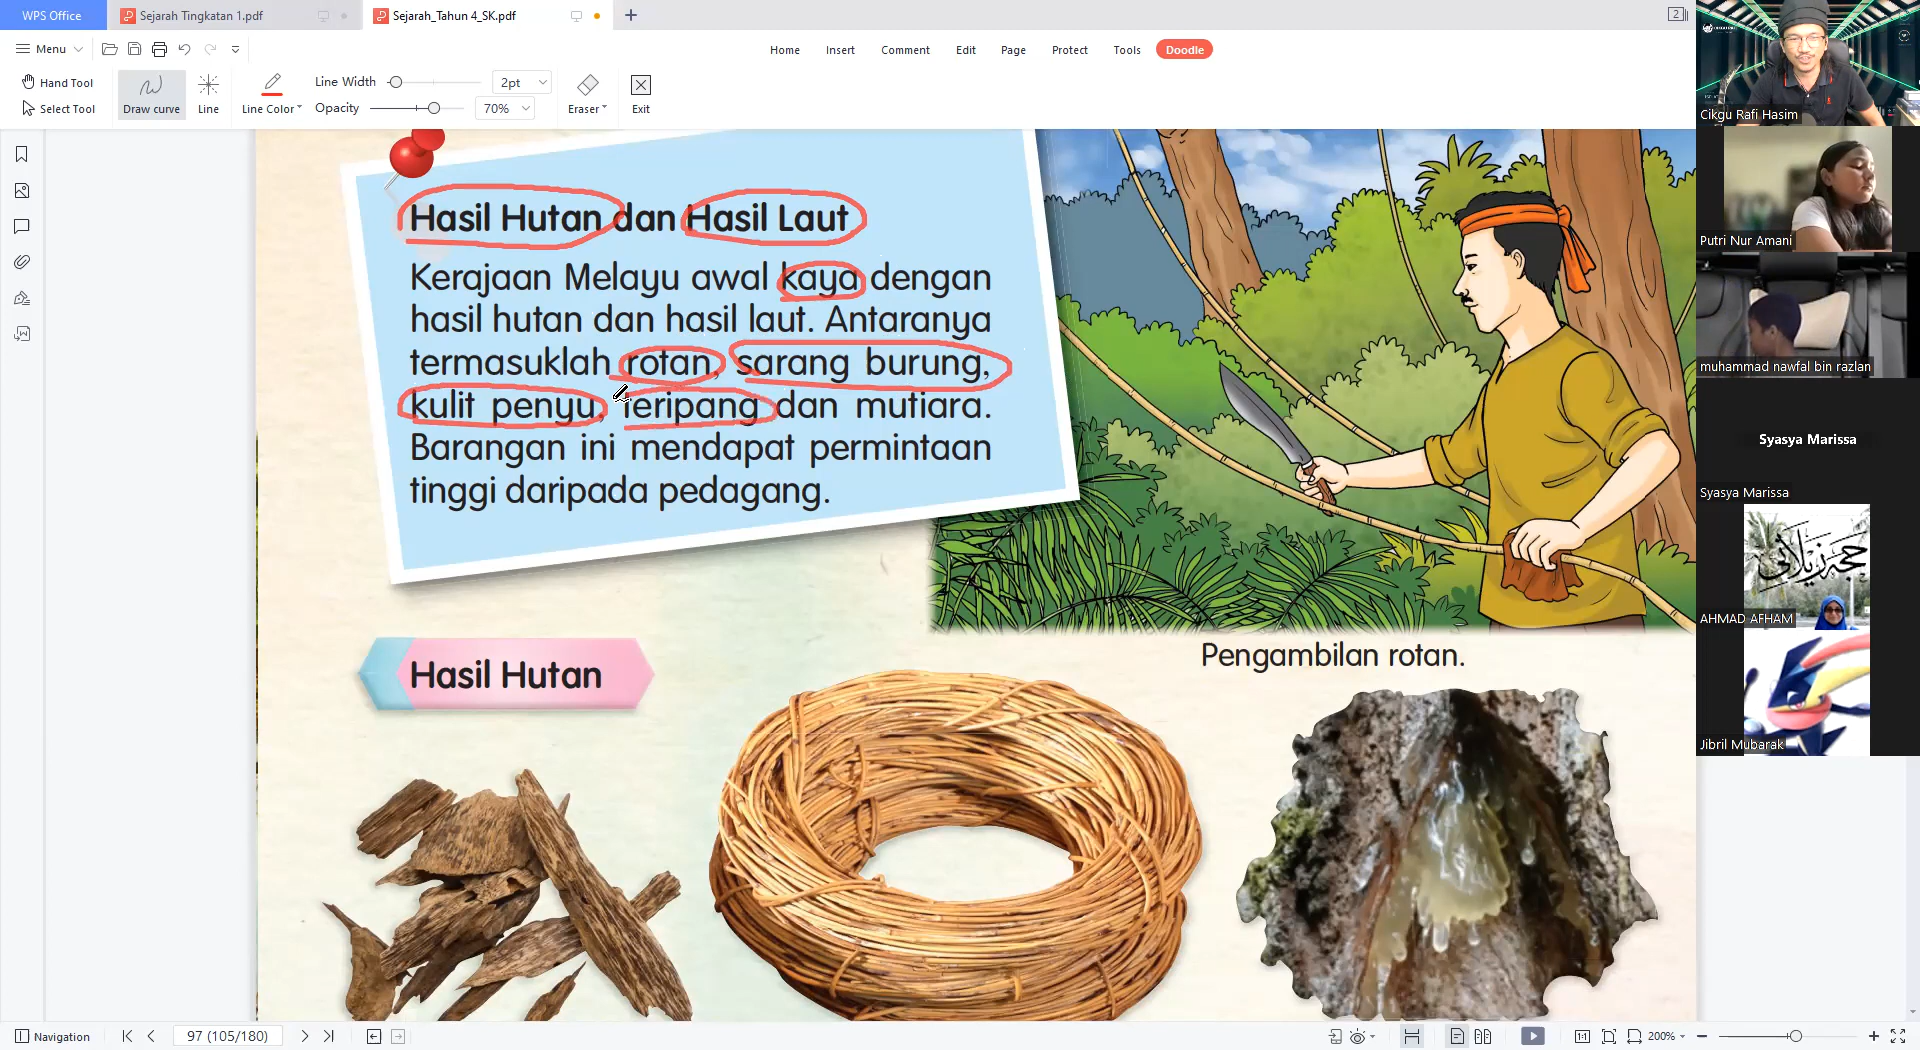 WPS Office
Sejarah Tingkatan 1.pdf
Sejarah_Tahun 4_SK.pdf
2
Menu
Home
Insert
Comment
Edit
Page
Protect
Tools
Doodle
Hand Tool
Select Tool
Draw curve
Line
Line Color
Line Width
2pt
Opacity
70%
Eraser
Exit
Hasil Hutan dan Hasil Laut
Kerajaan Melayu awal kaya dengan
hasil hutan dan hasil laut. Antaranya
termasuklah rotan, sarang burung,
kulit penyu, teripang dan mutiara.
Barangan ini mendapat permintaan
tinggi daripada pedagang.
Pengambilan rotan.
Hasil Hutan
Cikgu Rafi Hasim
Putri Nur Amani
muhammad nawfal bin razlan
Syasya Marissa
Syasya Marissa
AHMAD AFHAM
Jibril Mubarak
Navigation
97 (105/180)
1:1
200%